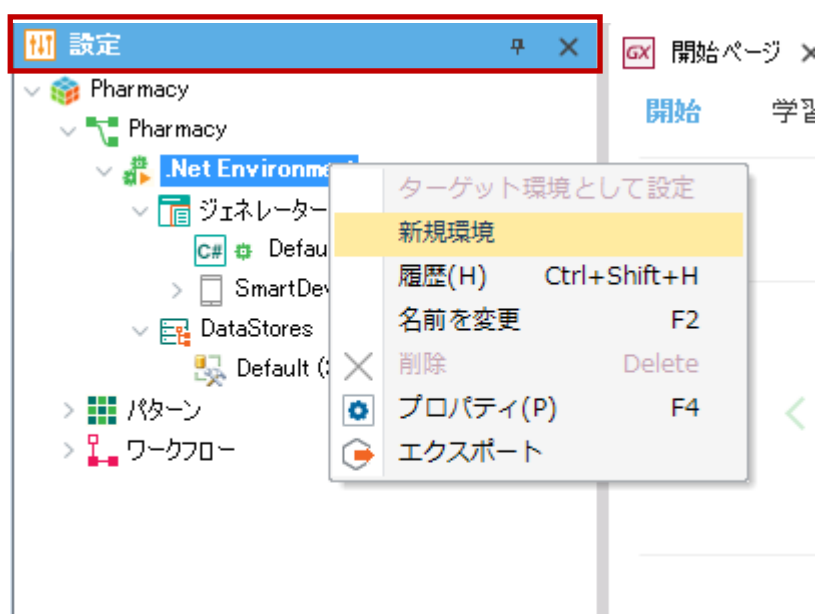 設定
GX 開始ページ
開始 学習
Pharmacy
Pharmacy
.Net Environment
ジェネレーター
C# Defau
SmartDev
DataStores
Default (
パターン
ワークフロー
ターゲット環境として設定
新規環境
履歴(H) Ctrl+Shift+H
名前を変更 F2
削除 Delete
プロパティ(P) F4
エクスポート